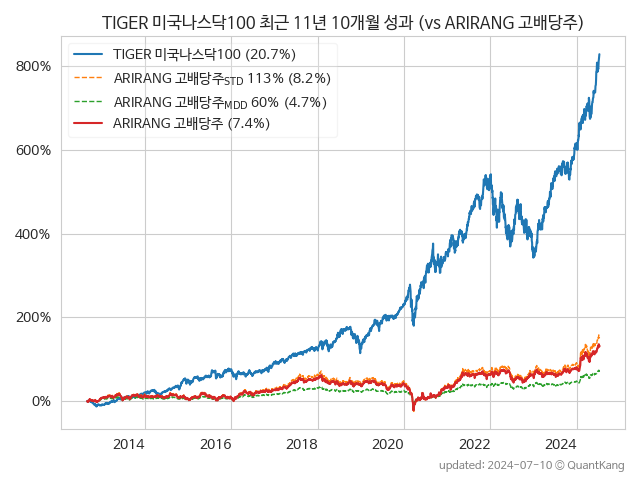 TIGER 미국나스닥100 최근 11년 10개월 성과 (vs ARIRANG 고배당주)
TIGER 미국나스닥100 (20.7%)
ARIRANG 고배당주STD 113% (8.2%)
ARIRANG 고배당주MDD 60% (4.7%)
ARIRANG 고배당주 (7.4%)
800%
600%
400%
200%
0%
2014 2016 2018 2020 2022 2024
updated: 2024-07-10 © QuantKang